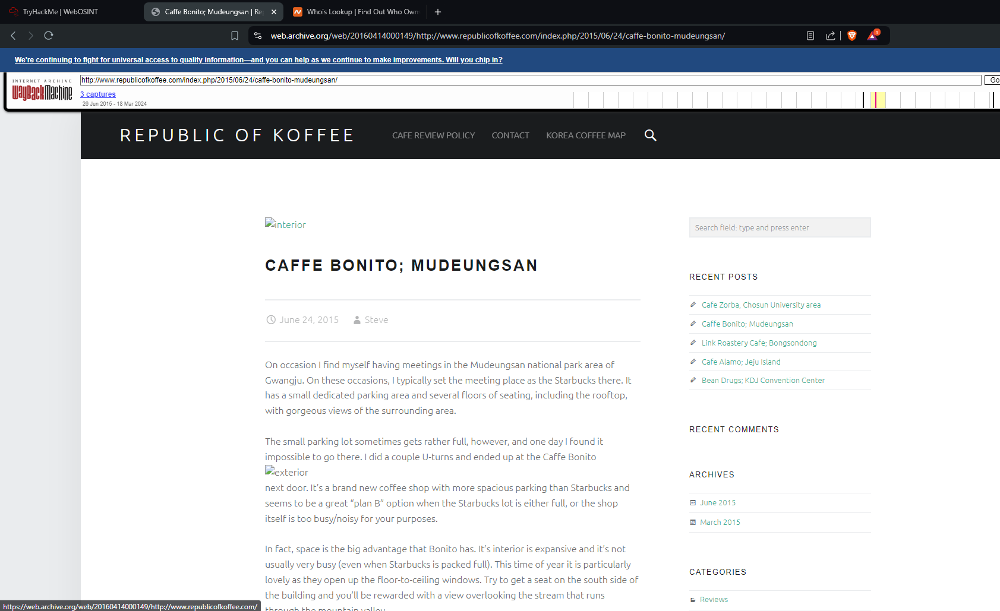 TryHackMe | WebOSINT
Caffe Bonito; Mudeungsan | Re
Whois Lookup | Find Out Who Own
web.archive.org/web/20160414000149/http://www.republicofkoffee.com/index.php/2015/06/24/caffe-bonito-mudeungsan/
1
We're continuing to fight for universal access to quality information—and you can help as we continue to make improvements. Will you chip in?
INTERNET ARCHIVE
WayBackMachine
http://www.republicofkoffee.com/index.php/2015/06/24/caffe-bonito-mudeungsan/
Go
3 captures
26 Jun 2015 - 18 Mar 2024
REPUBLIC OF KOFFEE
CAFE REVIEW POLICY
CONTACT
KOREA COFFEE MAP
interior
CAFFE BONITO; MUDEUNGSAN
June 24, 2015
Steve
On occasion I find myself having meetings in the Mudeungsan national park area of
Gwangju. On these occasions, I typically set the meeting place as the Starbucks there. It
has a small dedicated parking area and several floors of seating, including the rooftop,
with gorgeous views of the surrounding area.
The small parking lot sometimes gets rather full, however, and one day I found it
impossible to go there. I did a couple U-turns and ended up at the Caffe Bonito
exterior
next door. It's a brand new coffee shop with more spacious parking than Starbucks and
seems to be a great “plan B” option when the Starbucks lot is either full, or the shop
itself is too busy/noisy for your purposes.
In fact, space is the big advantage that Bonito has. It's interior is expansive and it's not
usually very busy (even when Starbucks is packed full). This time of year it is particularly
lovely as they open up the floor-to-ceiling windows. Try to get a seat on the south side of
the building and you'll be rewarded with a view overlooking the stream that runs
through the mountain valley.
Search field: type and press enter
RECENT POSTS
Cafe Zorba, Chosun University area
Caffe Bonito; Mudeungsan
Link Roastery Cafe; Bongsondong
Cafe Alamo; Jeju Island
Bean Drugs; KDJ Convention Center
RECENT COMMENTS
ARCHIVES
June 2015
March 2015
CATEGORIES
Reviews
https://web.archive.org/web/20160414000149/http://www.republicofkoffee.com/